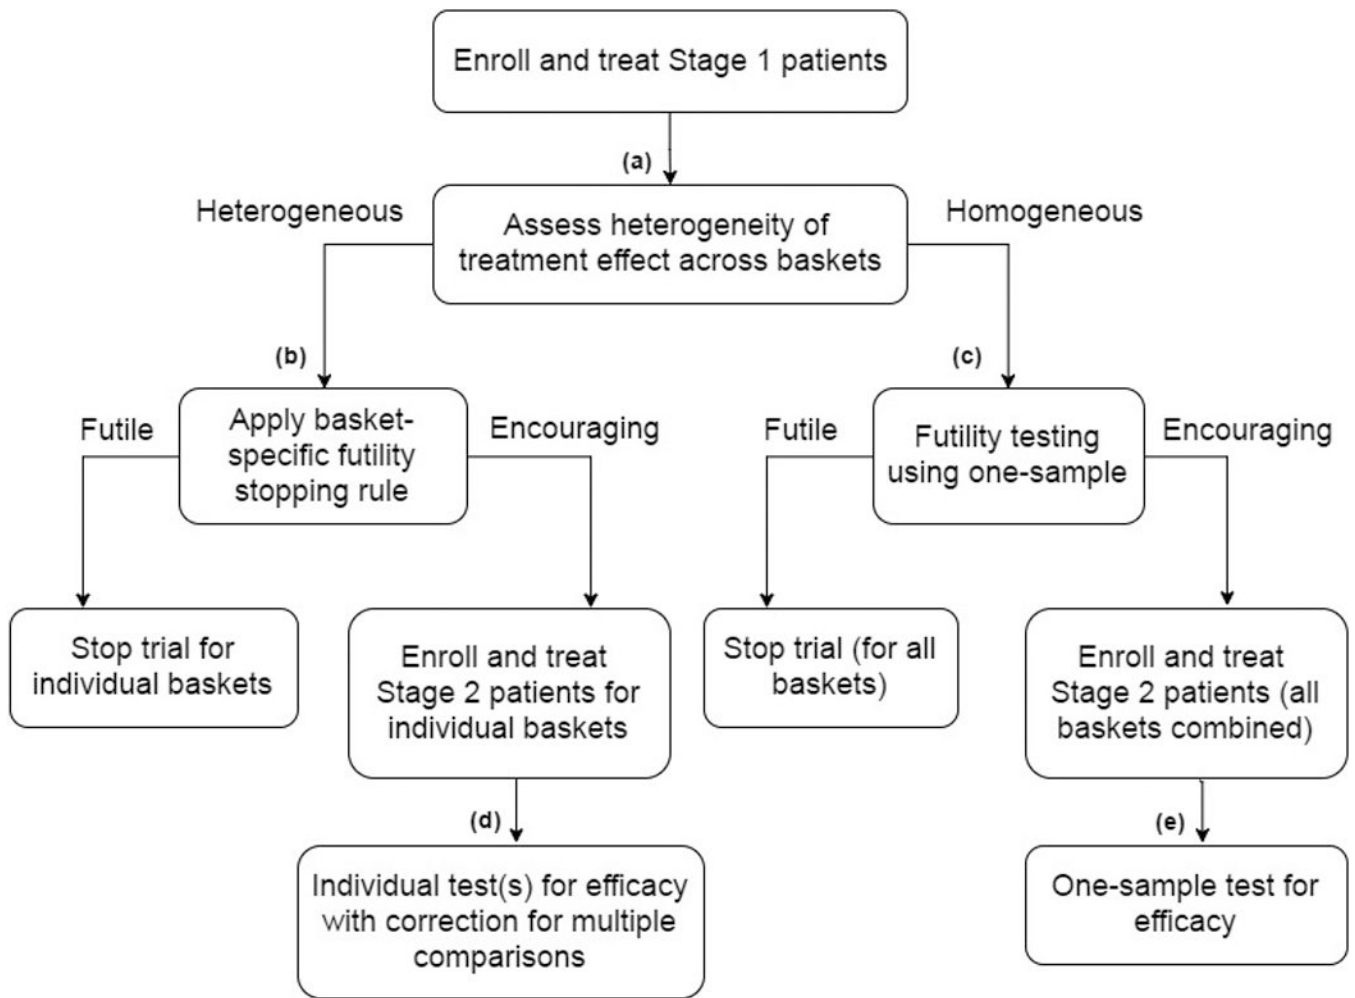 Enroll and treat Stage 1 patients
(a)
Heterogeneous
Assess heterogeneity of
treatment effect across baskets
Homogeneous
(b)
(c)
Futile
Apply basket-
specific futility
stopping rule
Encouraging
Futile
Futility testing
using one-sample
Encouraging
Stop trial for
individual baskets
Enroll and treat
Stage 2 patients for
individual baskets
Stop trial (for all
baskets)
Enroll and treat
Stage 2 patients (all
baskets combined)
(d)
(e)
Individual test(s) for efficacy
with correction for multiple
comparisons
One-sample test for
efficacy